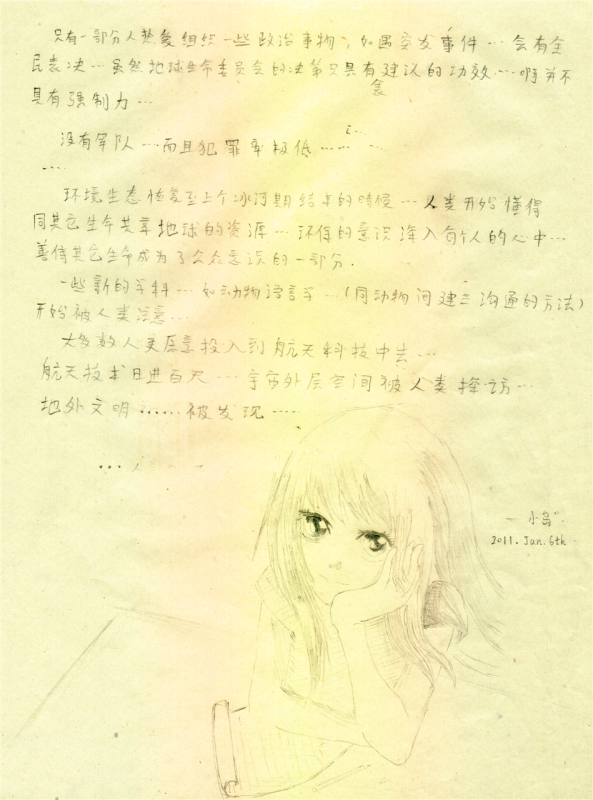 只有一部分人热爱组织一些政治事物，如遇突发事件…会有全
民表决…虽然地球生命委员会的决策只具有建议的功效…啊并不
具有强制力…
没有军队…而且犯罪率极低……
…
环境生态恢复至上个冰河期结束的时候…人类开始懂得
同其它生命共享地球的资源…环保的意识深入每个人的心中…
善待其它生命成为了公众意识的一部分．
一些新的学科…如动物语言学…(同动物间建立沟通的方法)
开始被人类注意…
大多数人类愿意投入到航天科技中去…
航天技术日进百尺…宇宙外层空间被人类探访…
地外文明……被发现…
…
小岛
2011. Jan. 6th